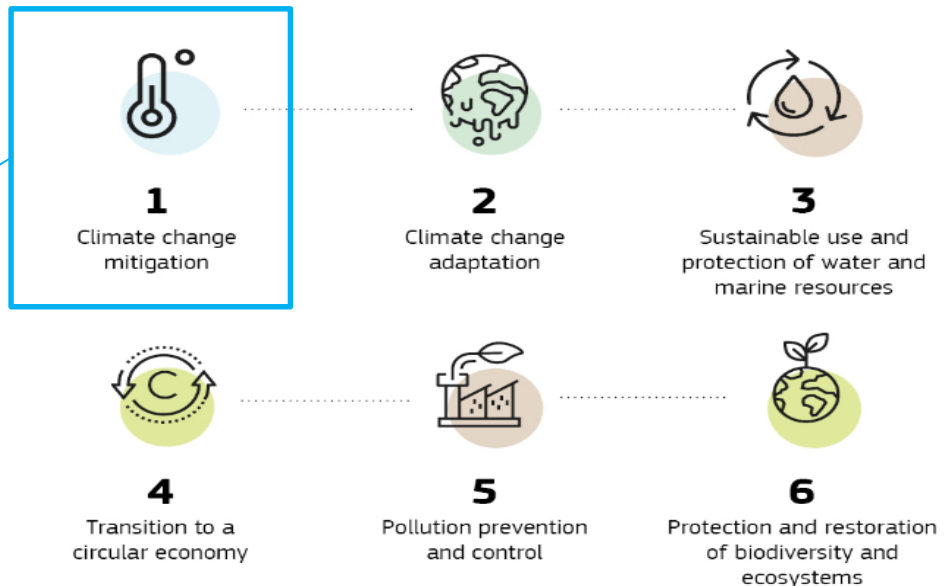 1
Climate change
mitigation
2
Climate change
adaptation
3
Sustainable use and
protection of water and
marine resources
C
4
Transition to a
circular economy
5
Pollution prevention
and control
6
Protection and restoration
of biodiversity and
ecosystems